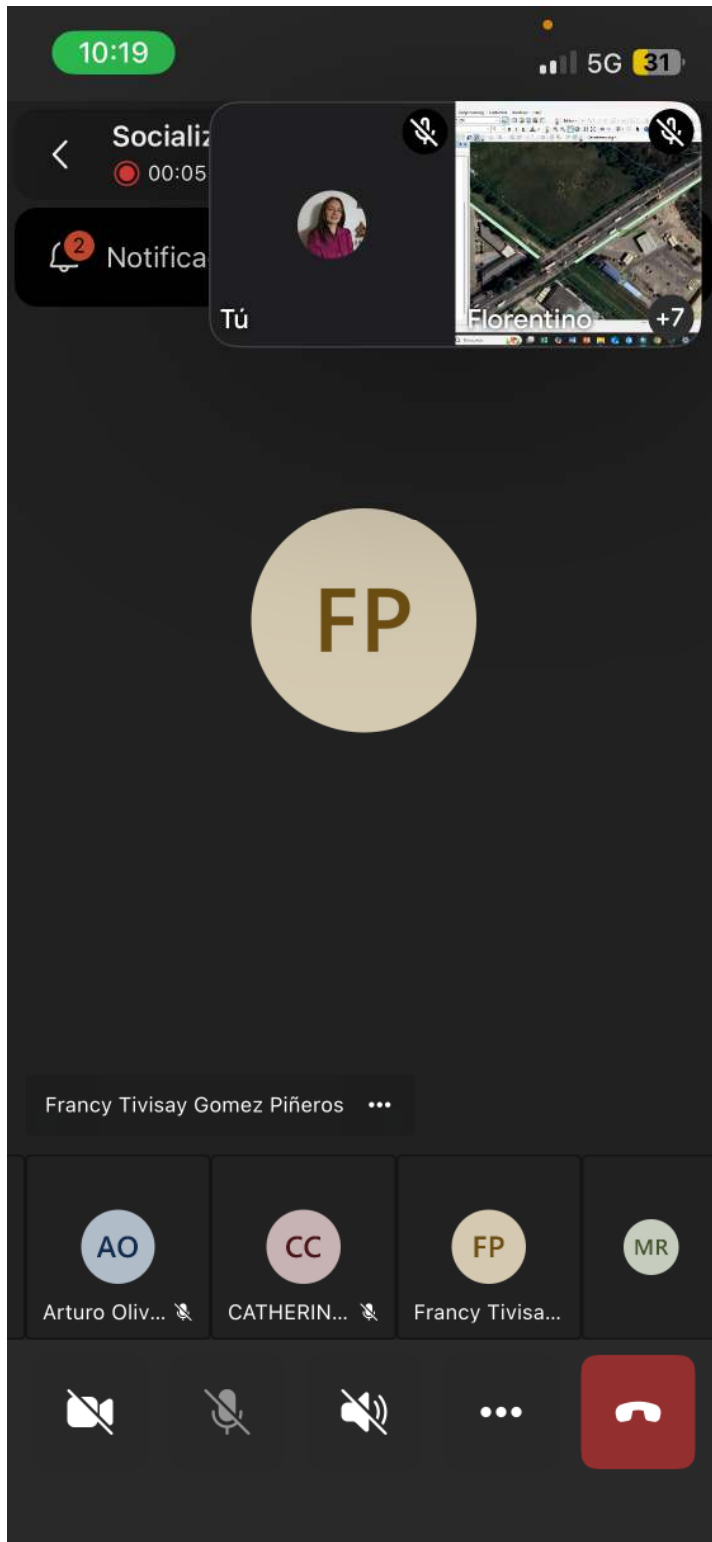 10:19
5G 31
Socializ
00:05
2
Notifica
Tú
Florentino
+7
FP
Francy Tivisay Gomez Piñeros
AO
CC
FP
MR
Arturo Oliv...
CATHERIN...
Francy Tivisa...